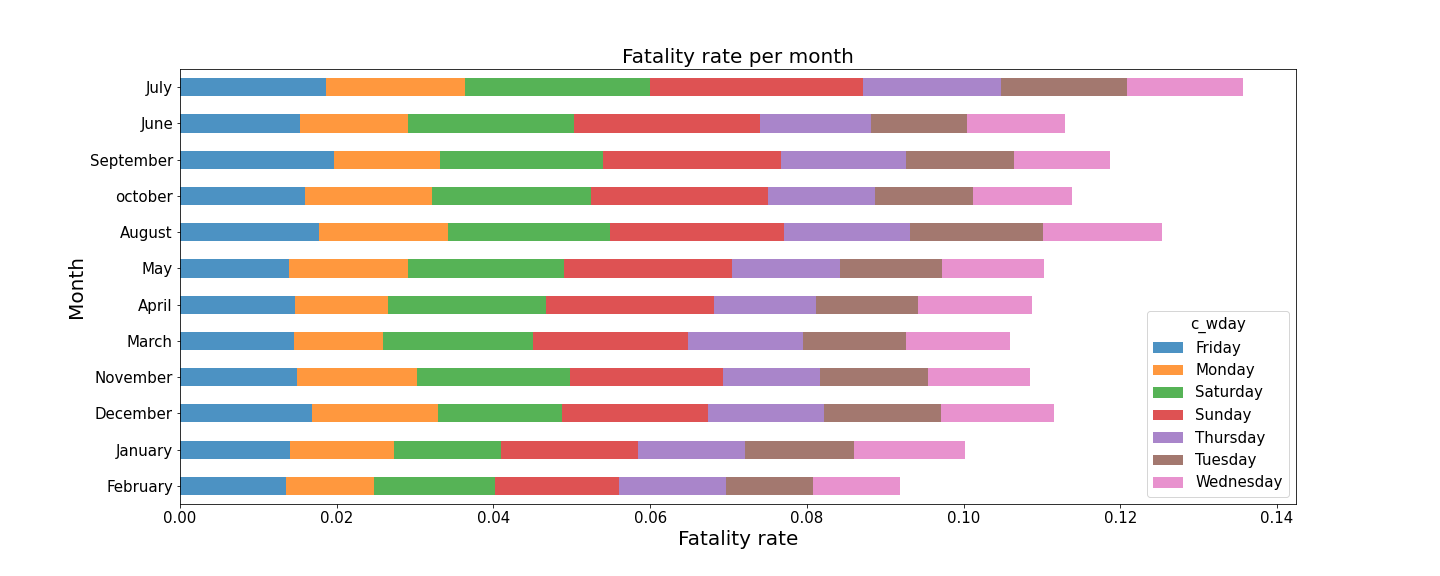 Fatality rate per month
Month
July
June
September
october
August
May
April
March
November
December
January
February
c_wday
Friday
Monday
Saturday
Sunday
Thursday
Tuesday
Wednesday
0.00 0.02 0.04 0.06 0.08 0.10 0.12 0.14
Fatality rate